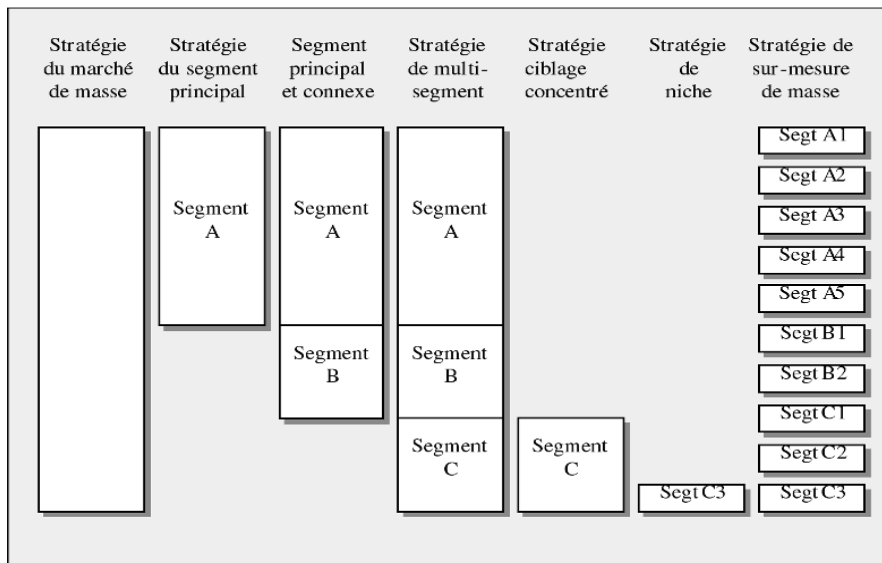 Stratégie
du marché
de masse
Stratégie
du segment
principal
Segment
principal
et connexe
Stratégie
de multi-
segment
Stratégie
ciblage
concentré
Stratégie
de
niche
Stratégie de
sur-mesure
de masse
Segment
A
Segment
A
Segment
B
Segment
A
Segment
B
Segment
C
Segment
C
Segt C3
Segt A1
Segt A2
Segt A3
Segt A4
Segt A5
Segt B1
Segt B2
Segt C1
Segt C2
Segt C3